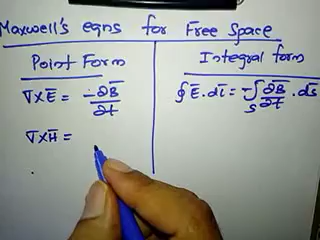 Maxwell's eqns for Free Space
Point Form
Integral form
∇×E̅ = -∂B̅/∂t
∮E̅.dl̅ = -∫S ∂B̅/∂t .ds̅
∇×H̅ =